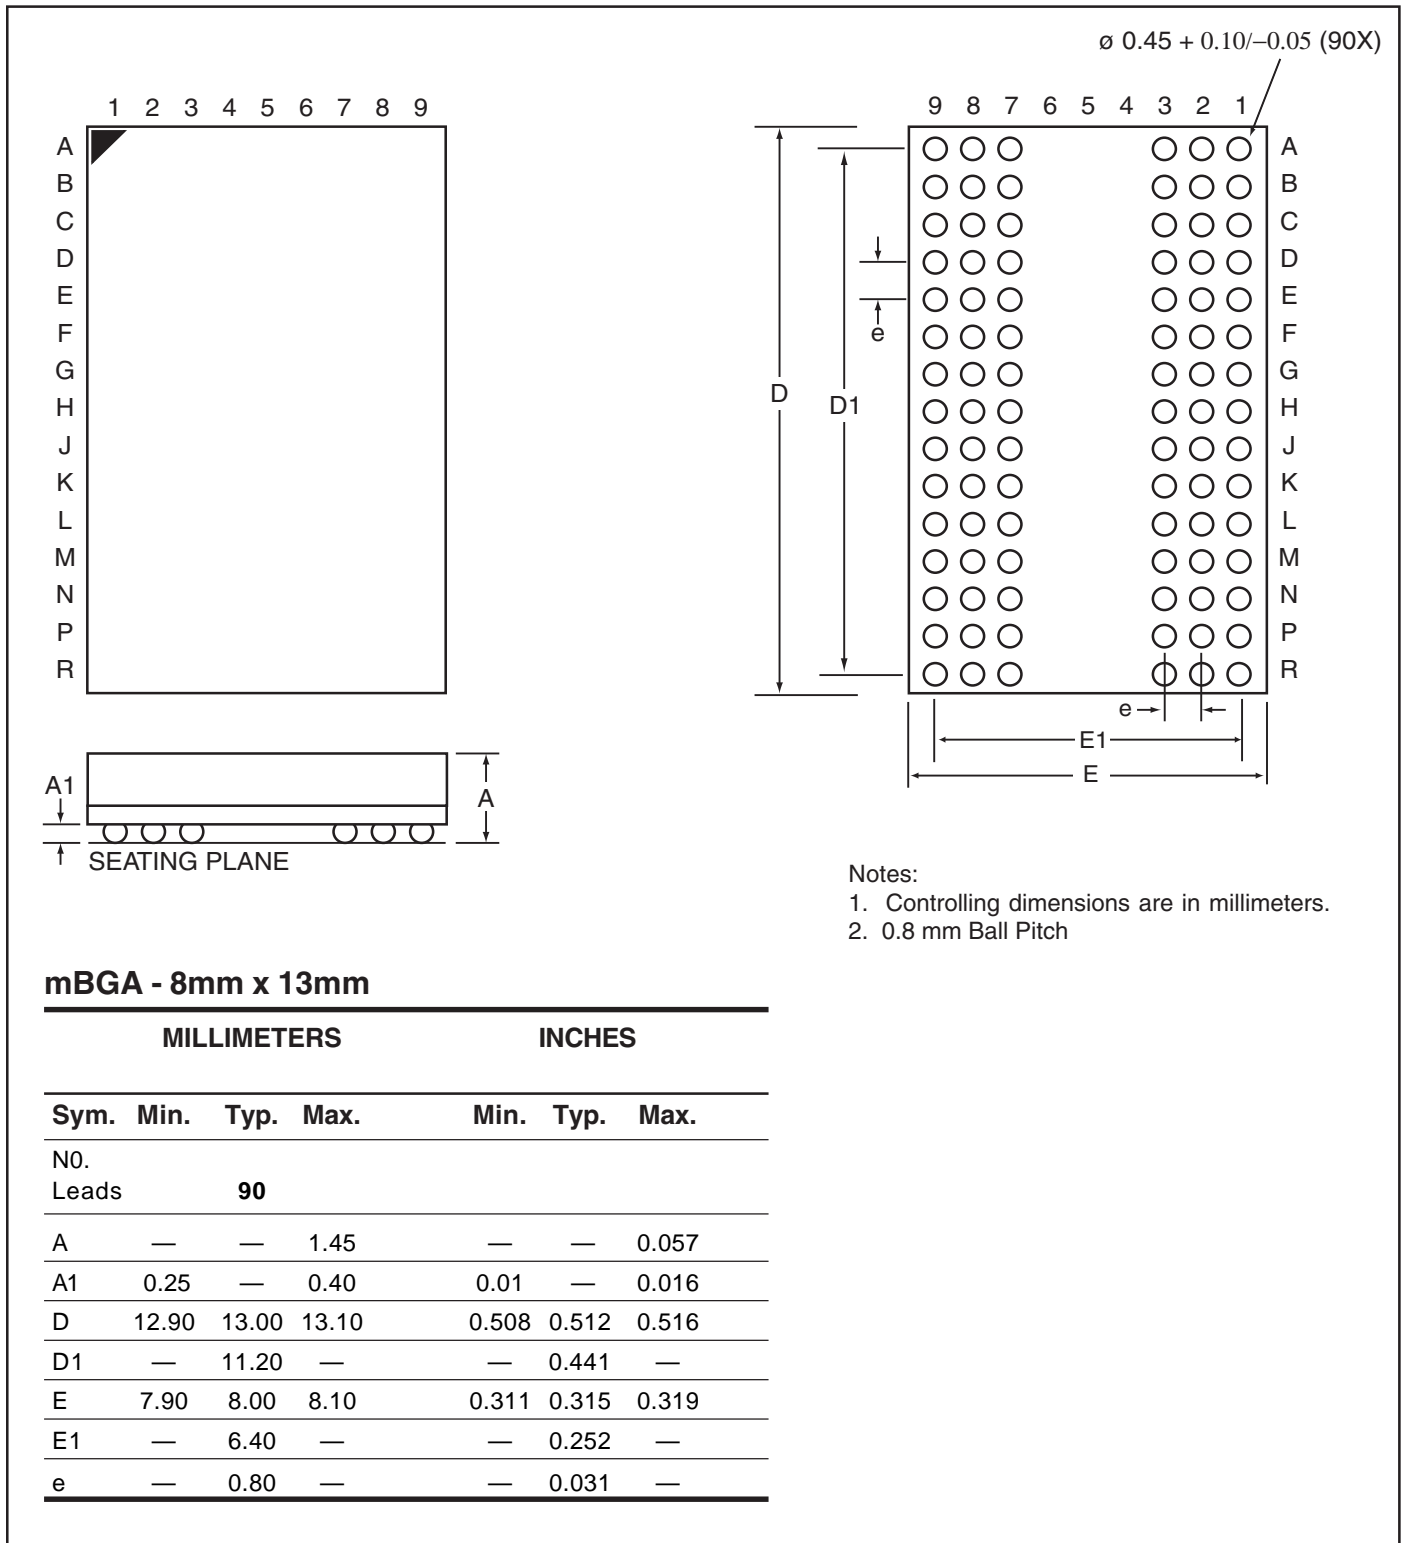 ø 0.45 + 0.10/–0.05 (90X)
1 2 3 4 5 6 7 8 9
A
B
C
D
E
F
G
H
J
K
L
M
N
P
R
9 8 7 6 5 4 3 2 1
A
B
C
D
E
F
G
H
J
K
L
M
N
P
R
e
D
D1
e
E1
E
A1
A
SEATING PLANE
Notes:
1. Controlling dimensions are in millimeters.
2. 0.8 mm Ball Pitch
mBGA - 8mm x 13mm
MILLIMETERS INCHES
Sym. Min. Typ. Max. Min. Typ. Max.
N0.
Leads 90
A — — 1.45 — — 0.057
A1 0.25 — 0.40 0.01 — 0.016
D 12.90 13.00 13.10 0.508 0.512 0.516
D1 — 11.20 — — 0.441 —
E 7.90 8.00 8.10 0.311 0.315 0.319
E1 — 6.40 — — 0.252 —
e — 0.80 — — 0.031 —